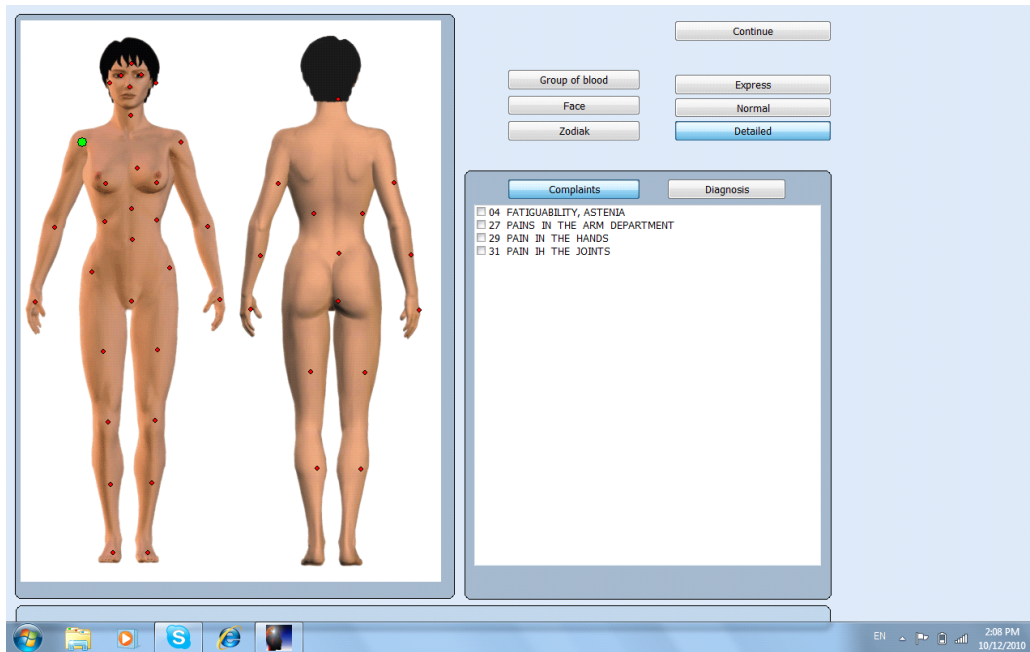 Continue
Group of blood
Express
Face
Normal
Zodiak
Detailed
Complaints
Diagnosis
04 FATIGUABILITY, ASTENIA
27 PAINS IN THE ARM DEPARTMENT
29 PAIN IN THE HANDS
31 PAIN IH THE JOINTS
EN
2:08 PM
10/12/2010